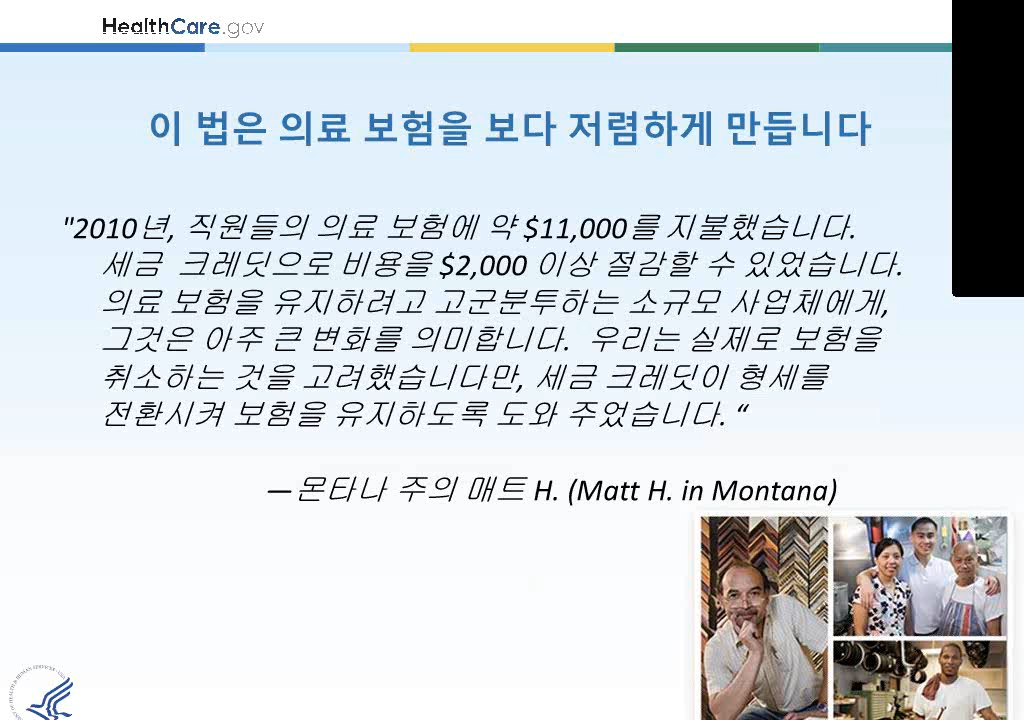 HealthCare.gov
이 법은 의료 보험을 보다 저렴하게 만듭니다
"2010년, 직원들의 의료 보험에 약 $11,000를 지불했습니다.
세금 크레딧으로 비용을 $2,000 이상 절감할 수 있었습니다.
의료 보험을 유지하려고 고군분투하는 소규모 사업체에게,
그것은 아주 큰 변화를 의미합니다. 우리는 실제로 보험을
취소하는 것을 고려했습니다만, 세금 크레딧이 형세를
전환시켜 보험을 유지하도록 도와 주었습니다. “
—몬타나 주의 매트 H. (Matt H. in Montana)